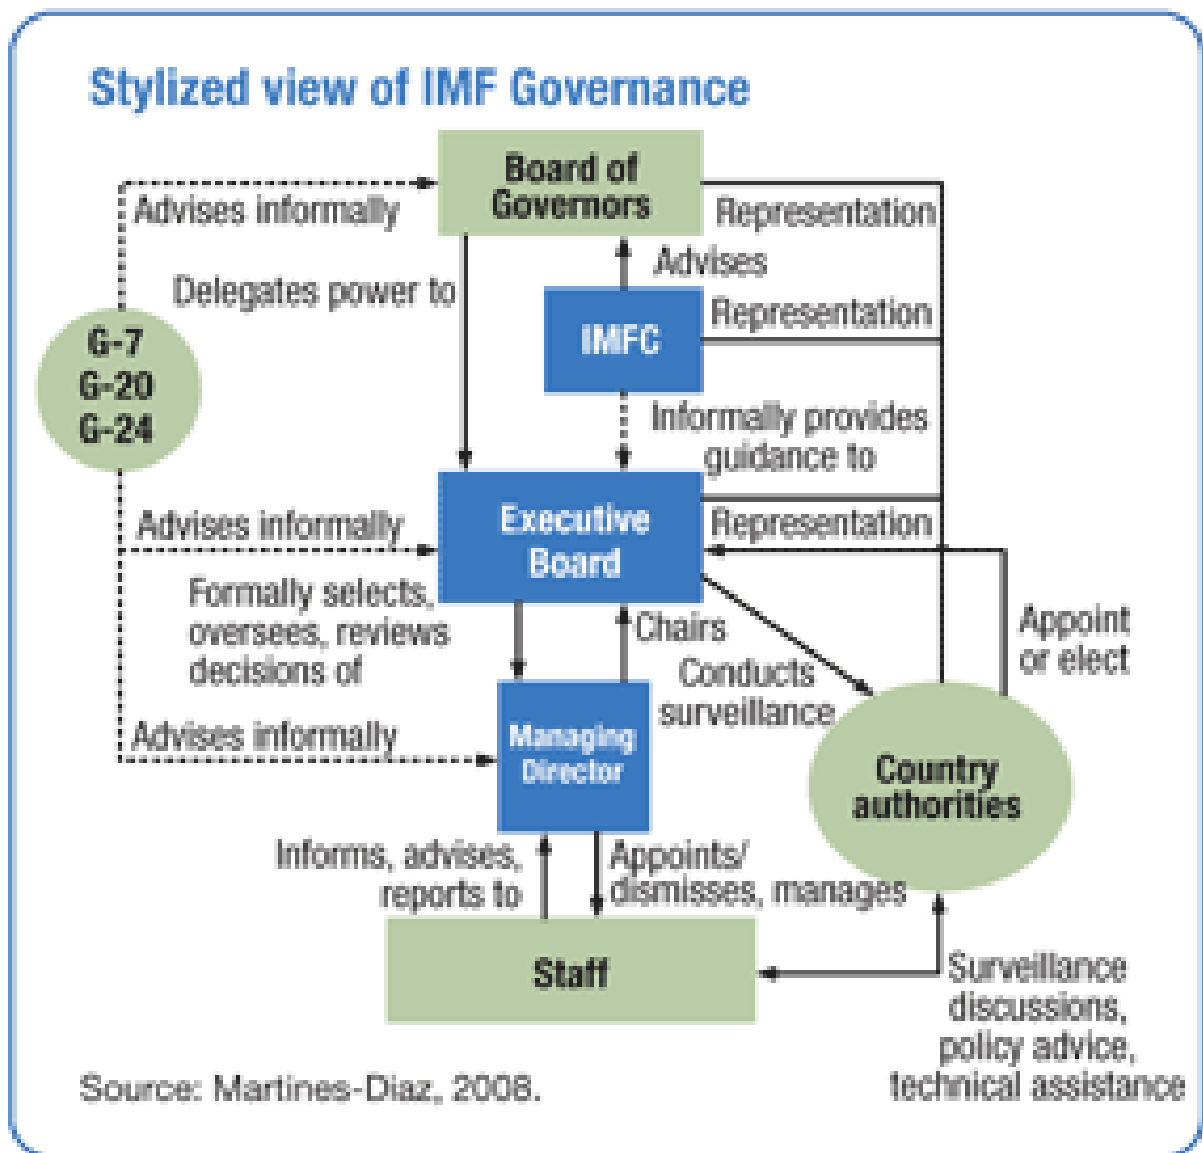 Stylized view of IMF Governance
Board of
Governors
Advises informally
Representation
Advises
Delegates power to
IMFC
Representation
G-7
G-20
G-24
Informally provides
guidance to
Advises informally
Executive
Board
Representation
Formally selects,
oversees, reviews
decisions of
Chairs
Appoint
or elect
Conducts
surveillance
Advises informally
Managing
Director
Country
authorities
Informs, advises,
reports to
Appoints/
dismisses, manages
Staff
Surveillance
discussions,
policy advice,
technical assistance
Source: Martines-Diaz, 2008.